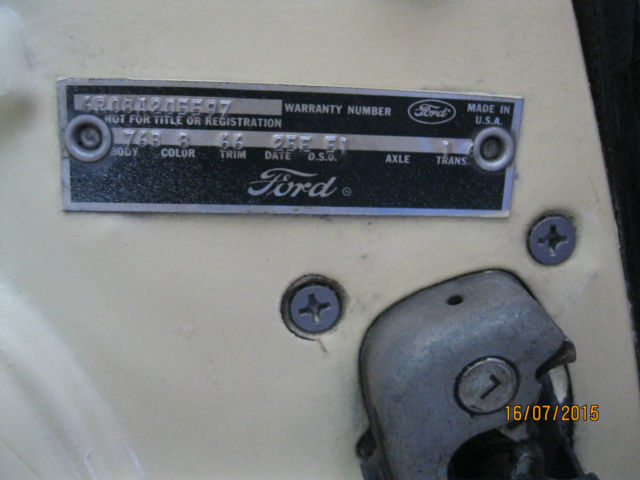 6R08A205597 WARRANTY NUMBER Ford MADE IN
NOT FOR TITLE OR REGISTRATION U.S.A.
76B 8 66 25E 51 1
BODY COLOR TRIM DATE D.S.O. AXLE TRANS.
Ford
16/07/2015